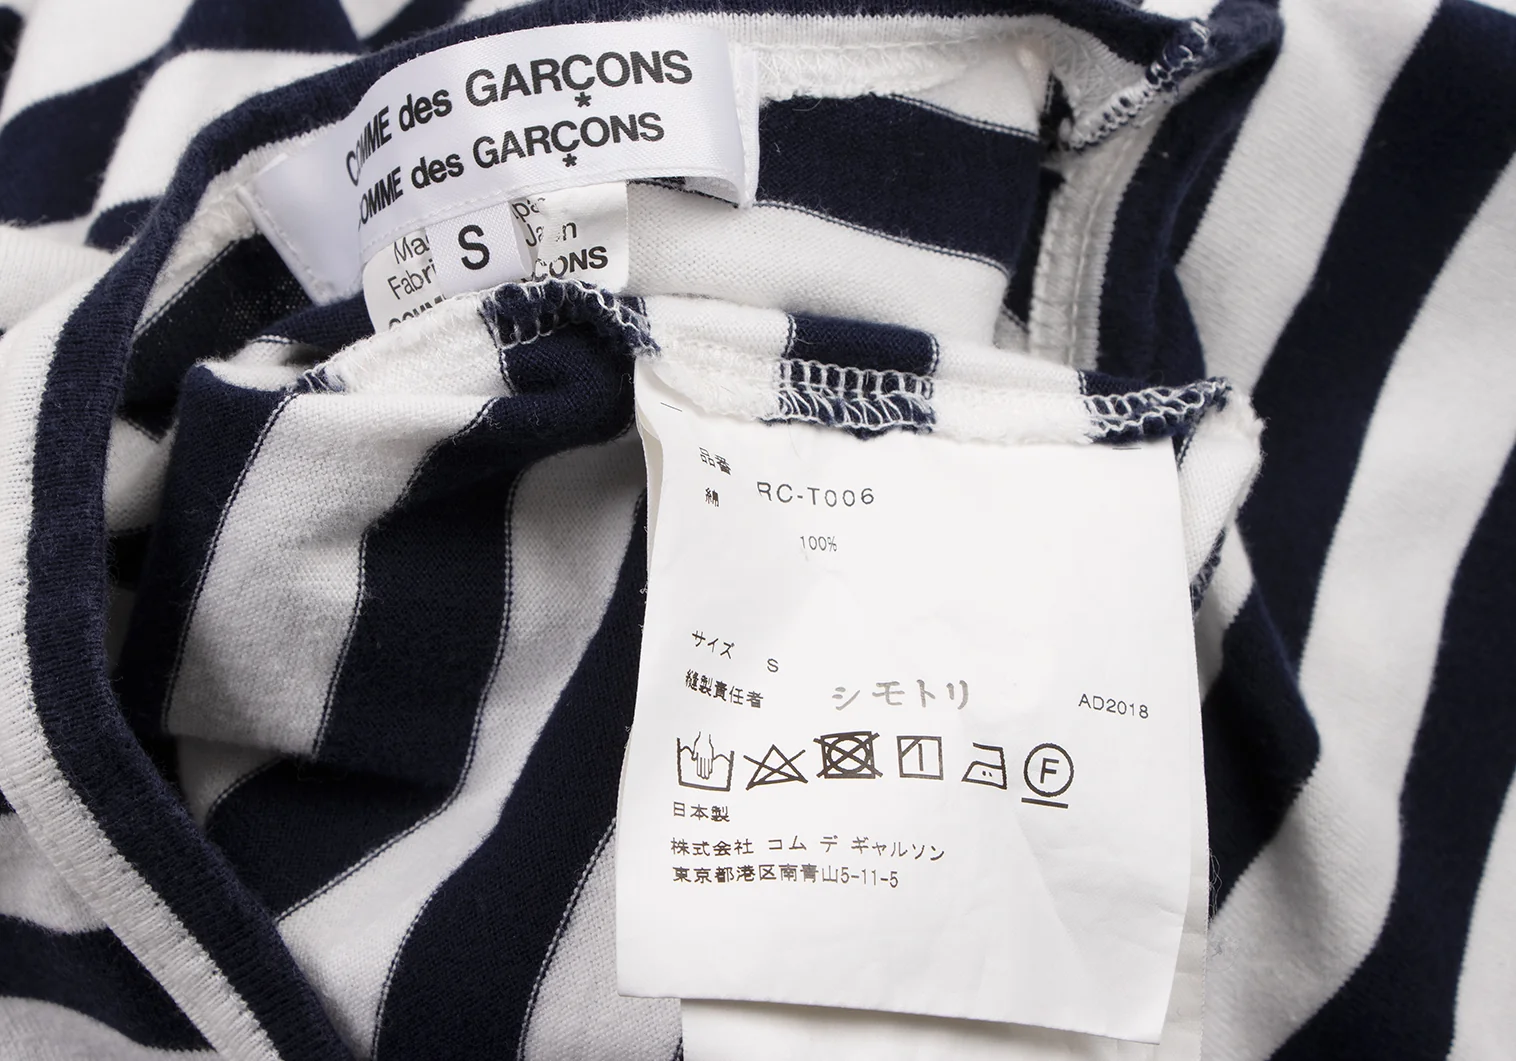 COMME des GARÇONS
*
COMME des GARÇONS
*
S
Japan
品番 RC-T006
綿 100%
サイズ S
縫製責任者 シモトリ AD2018
F
日本製
株式会社 コム デ ギャルソン
東京都港区南青山5-11-5